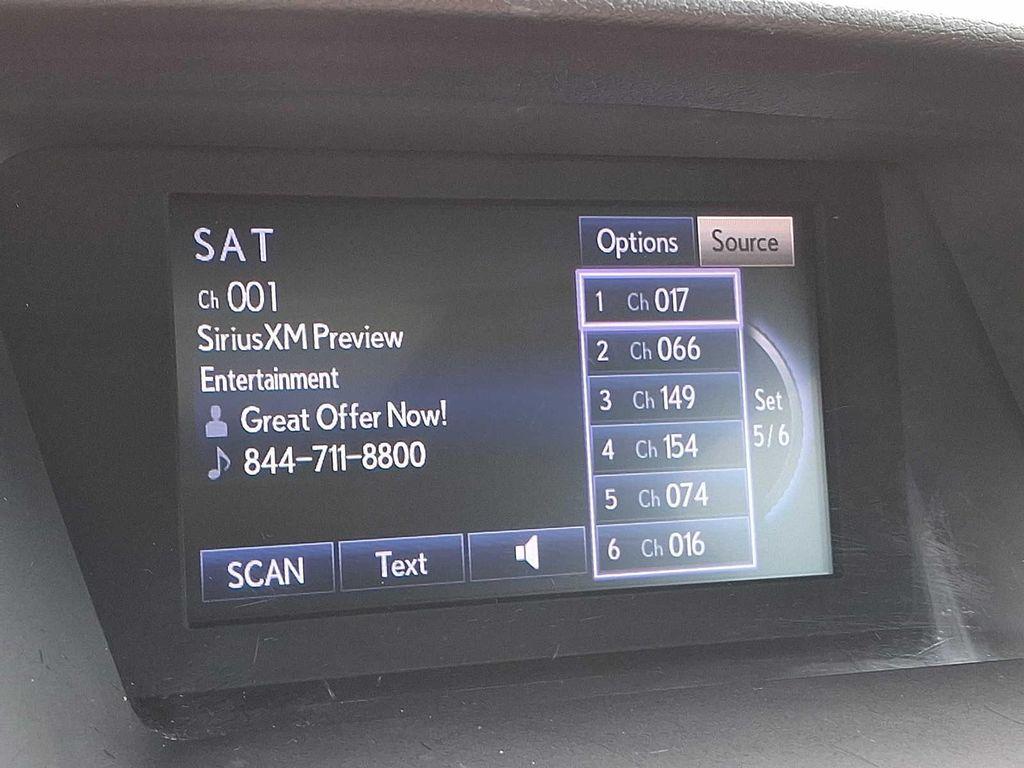 SAT
Ch 001
SiriusXM Preview
Entertainment
Great Offer Now!
844-711-8800
SCAN
Text
Options
Source
1 Ch 017
2 Ch 066
3 Ch 149
4 Ch 154
5 Ch 074
6 Ch 016
Set
5/6